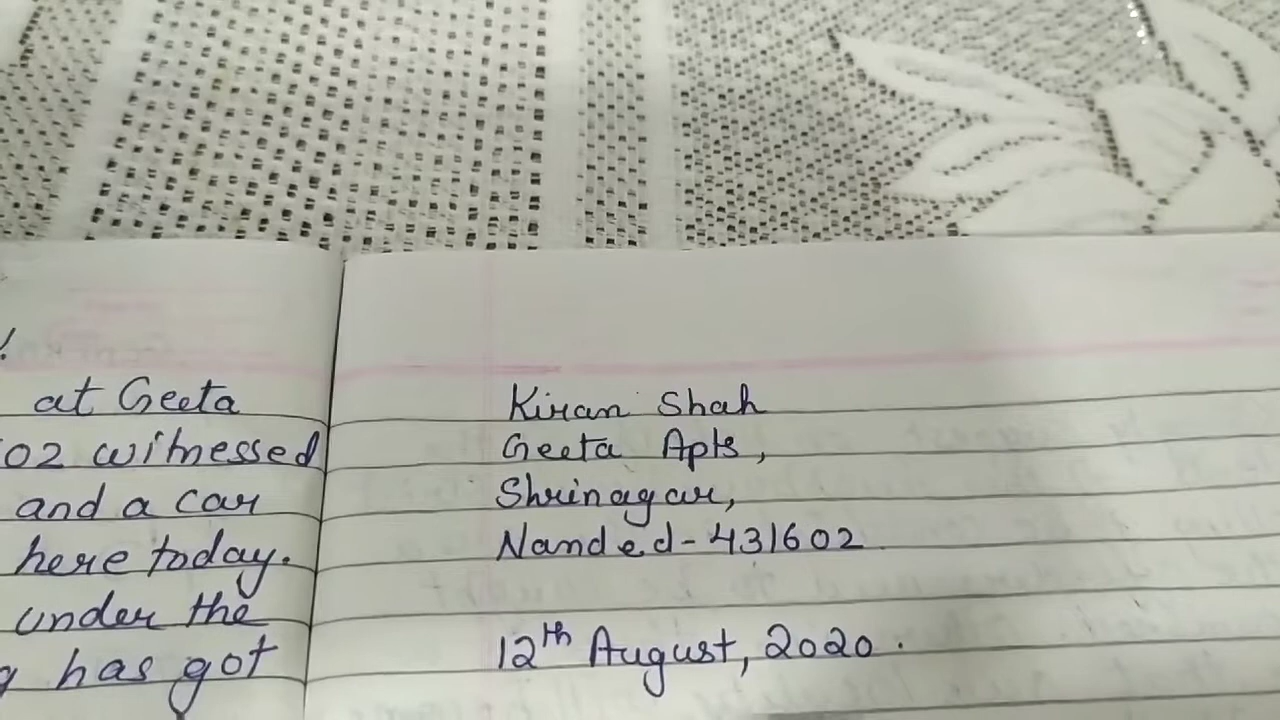 at Geeta
02 witnessed
and a car
here today.
under the
has got
Kiran Shah
Geeta Apts,
Shrinagar,
Nanded-431602
12th August, 2020.